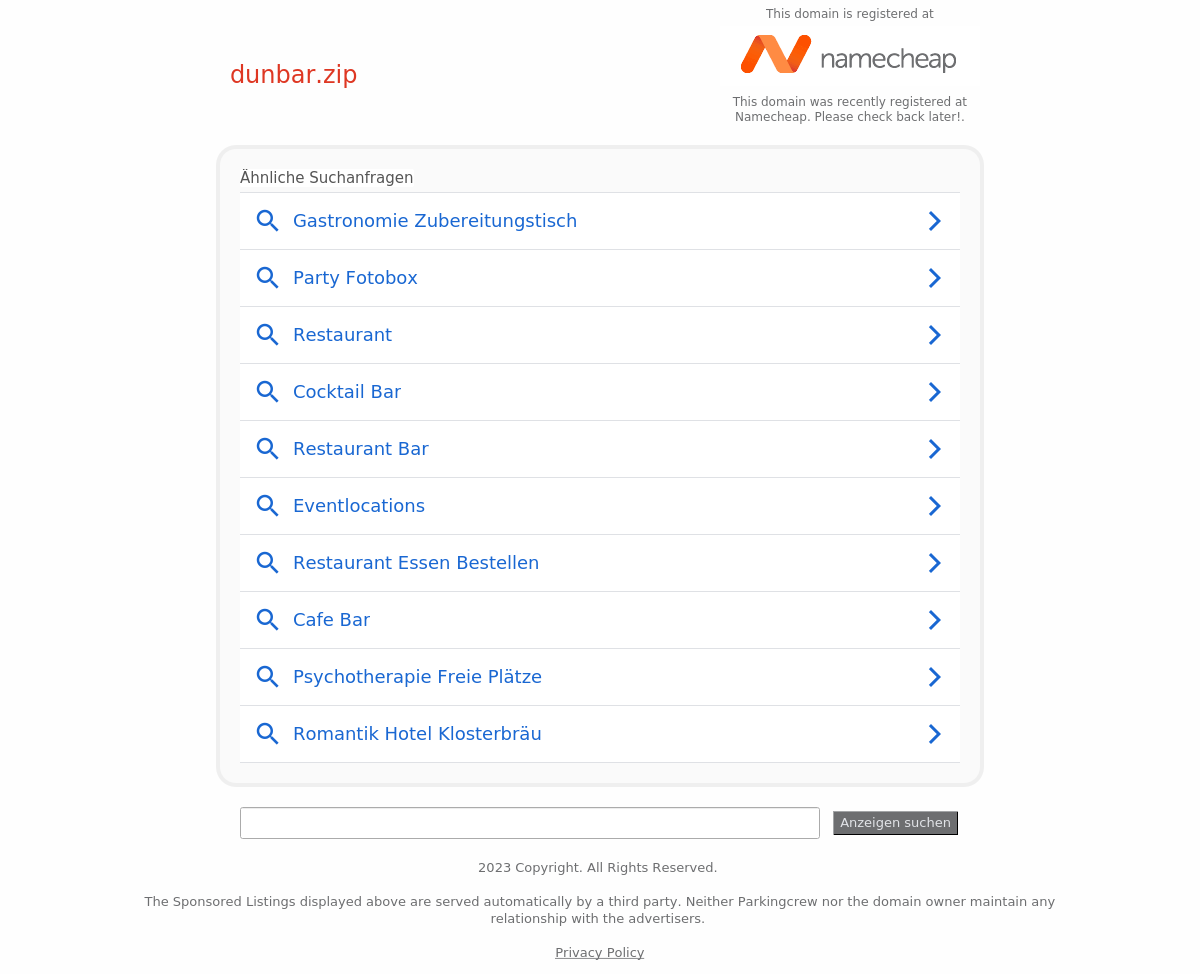 This domain is registered at
namecheap
dunbar.zip
This domain was recently registered at
Namecheap. Please check back later!.
Ähnliche Suchanfragen
Gastronomie Zubereitungstisch
Party Fotobox
Restaurant
Cocktail Bar
Restaurant Bar
Eventlocations
Restaurant Essen Bestellen
Cafe Bar
Psychotherapie Freie Plätze
Romantik Hotel Klosterbräu
Anzeigen suchen
2023 Copyright. All Rights Reserved.
The Sponsored Listings displayed above are served automatically by a third party. Neither Parkingcrew nor the domain owner maintain any
relationship with the advertisers.
Privacy Policy